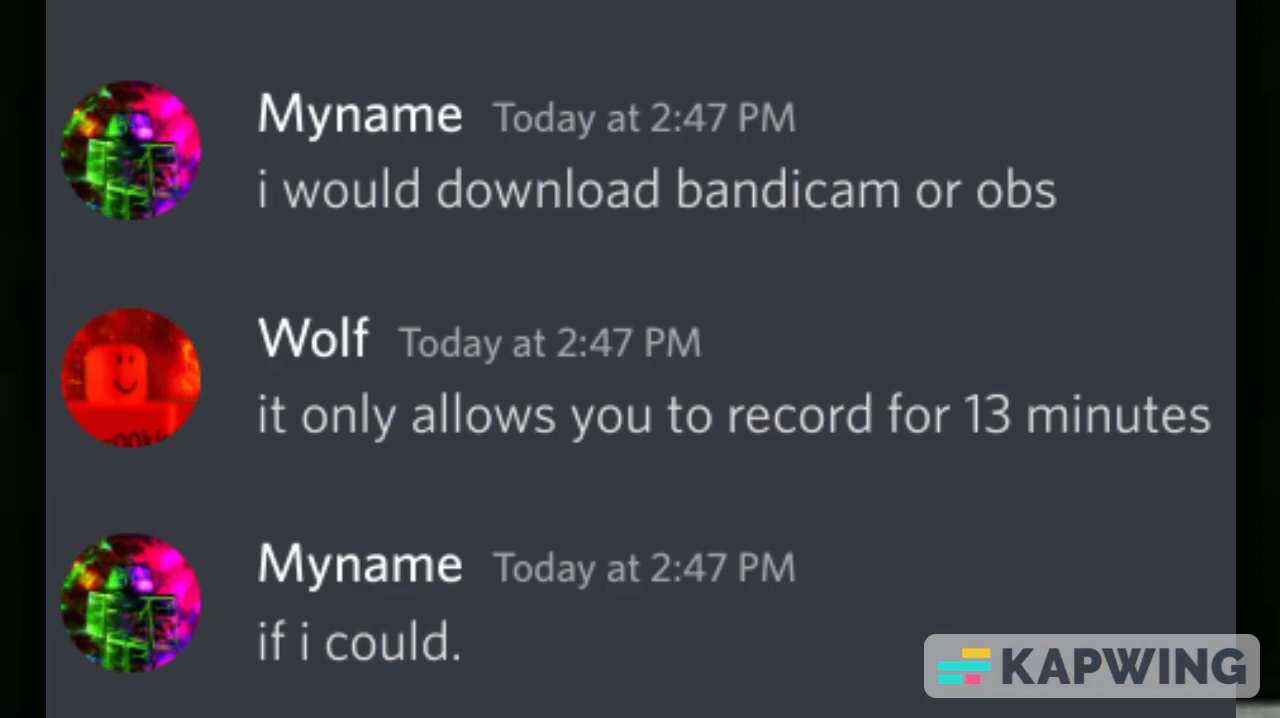 Myname Today at 2:47 PM
i would download bandicam or obs
Wolf Today at 2:47 PM
it only allows you to record for 13 minutes
Myname Today at 2:47 PM
if i could.
KAPWING